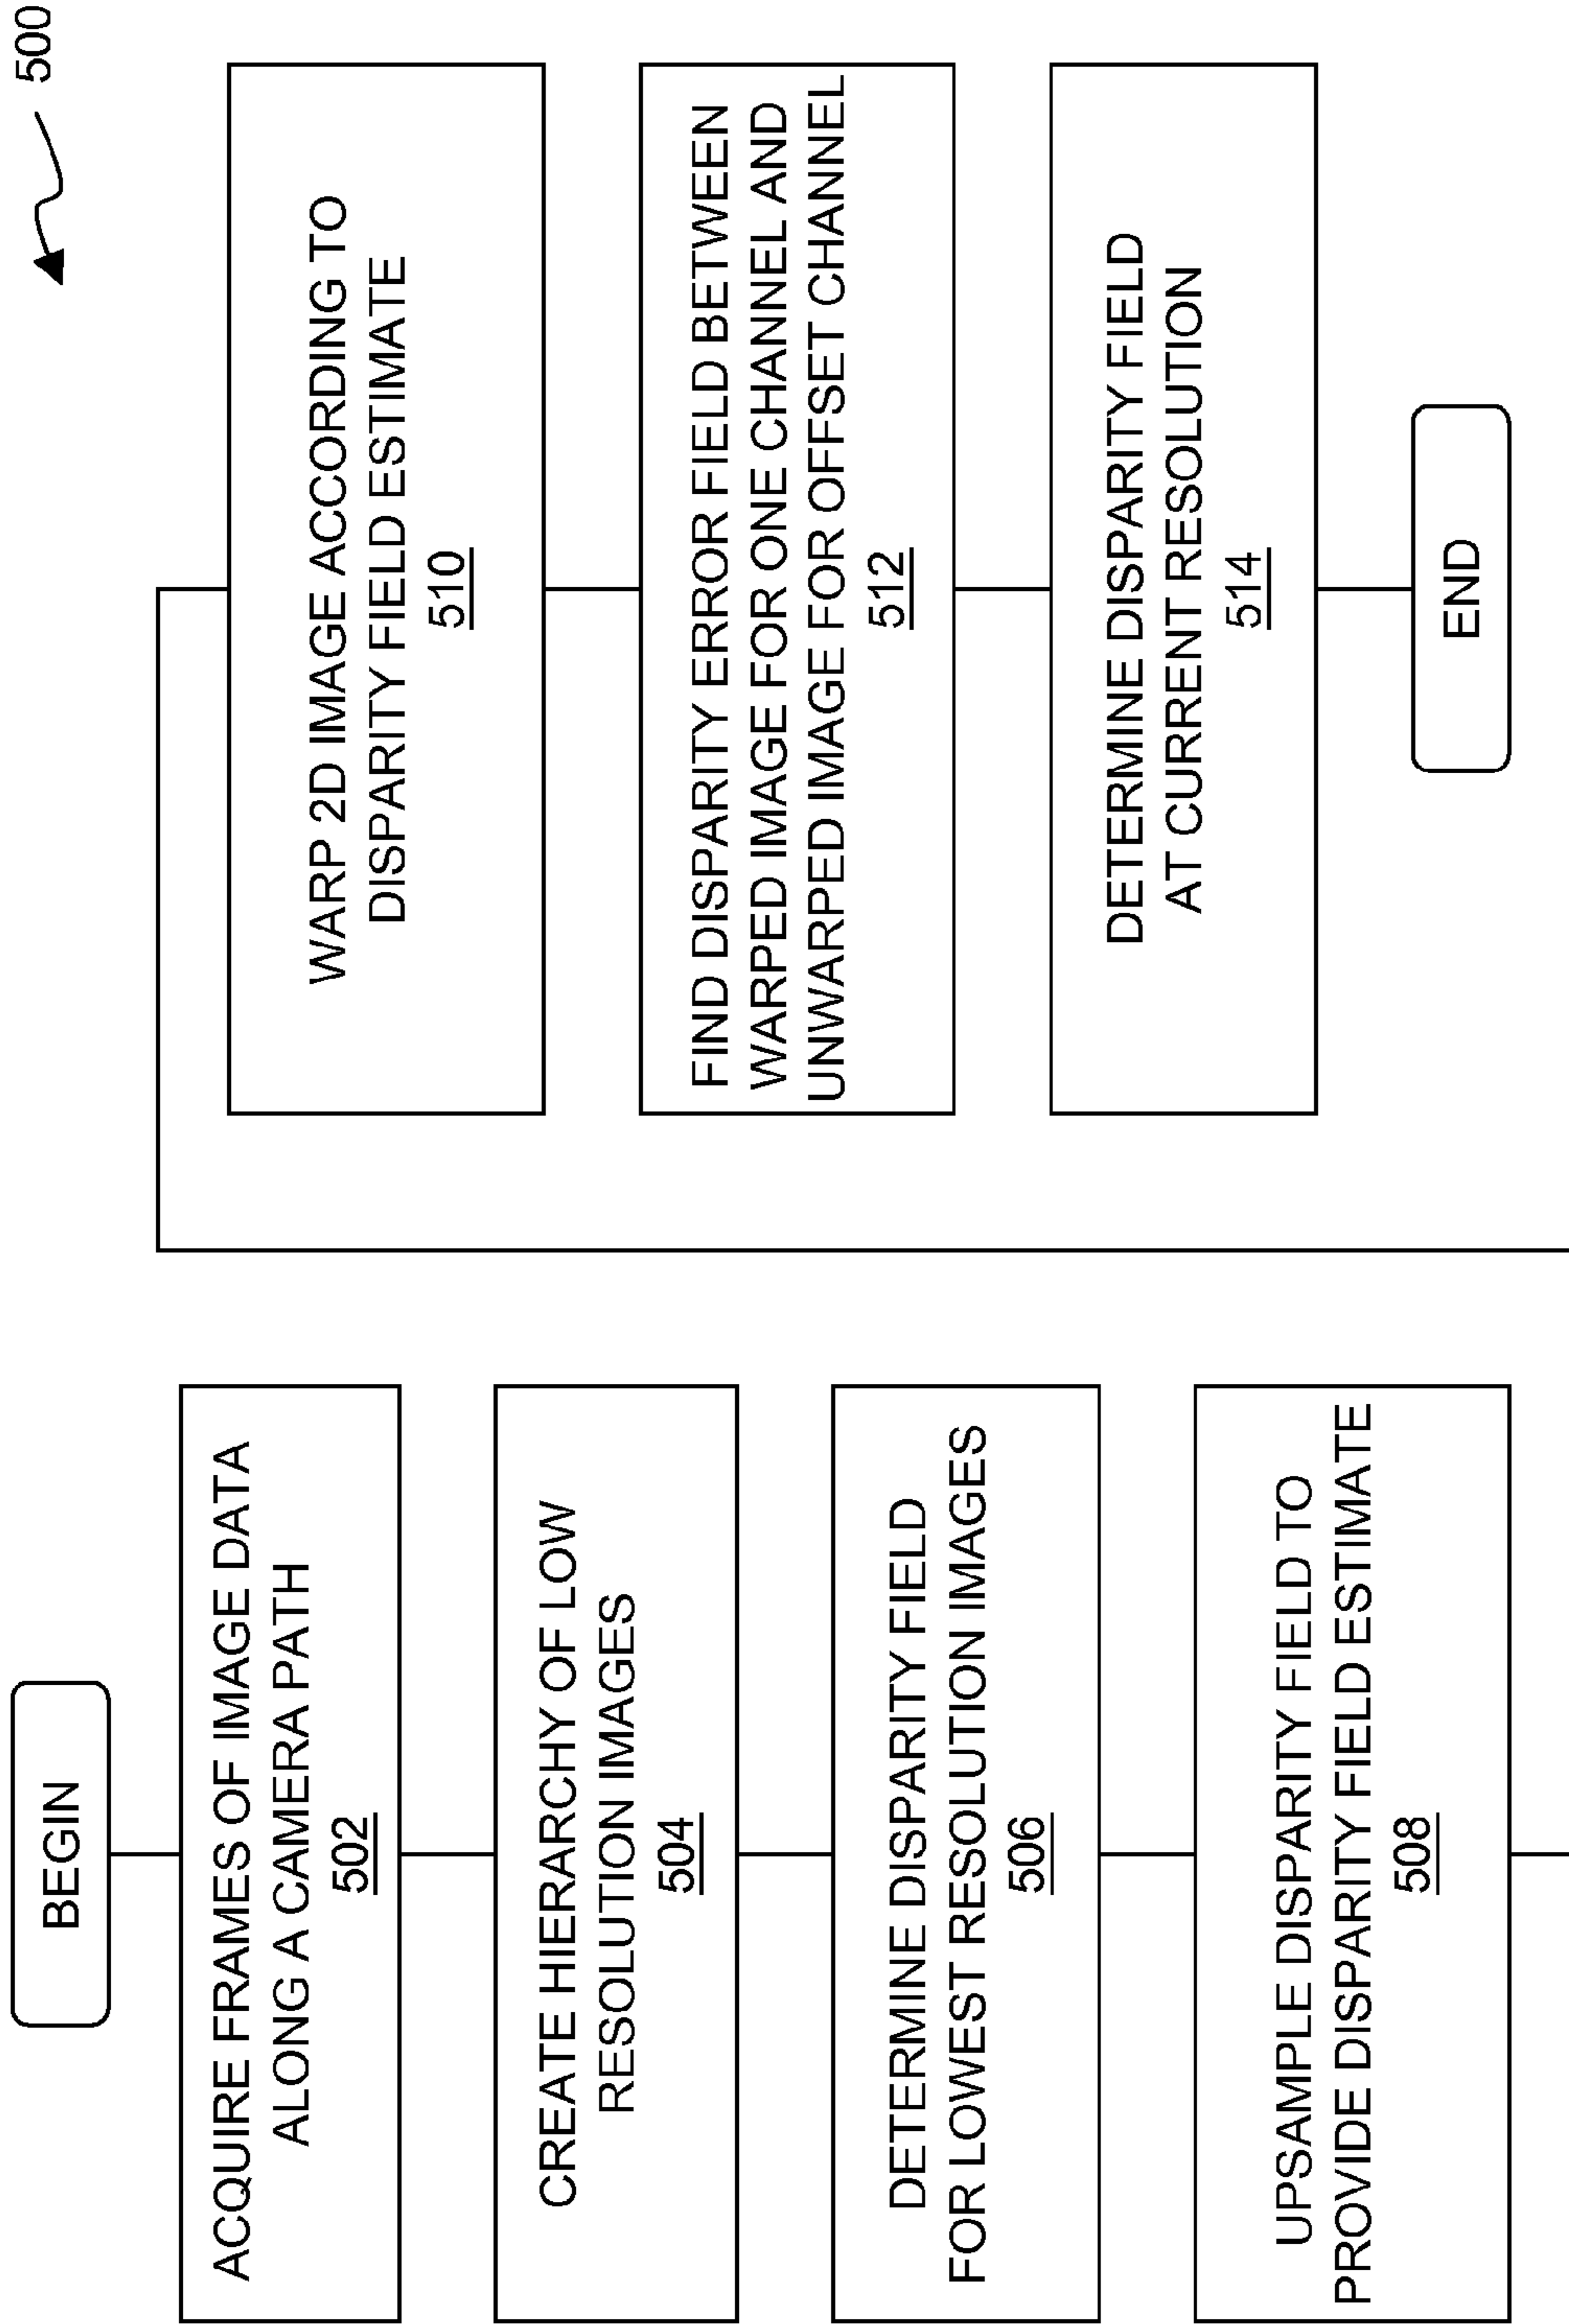 500
BEGIN
ACQUIRE FRAMES OF IMAGE DATA
ALONG A CAMERA PATH
502
CREATE HIERARCHY OF LOW
RESOLUTION IMAGES
504
DETERMINE DISPARITY FIELD
FOR LOWEST RESOLUTION IMAGES
506
UPSAMPLE DISPARITY FIELD TO
PROVIDE DISPARITY FIELD ESTIMATE
508
WARP 2D IMAGE ACCORDING TO
DISPARITY FIELD ESTIMATE
510
FIND DISPARITY ERROR FIELD BETWEEN
WARPED IMAGE FOR ONE CHANNEL AND
UNWARPED IMAGE FOR OFFSET CHANNEL
512
DETERMINE DISPARITY FIELD
AT CURRENT RESOLUTION
514
END